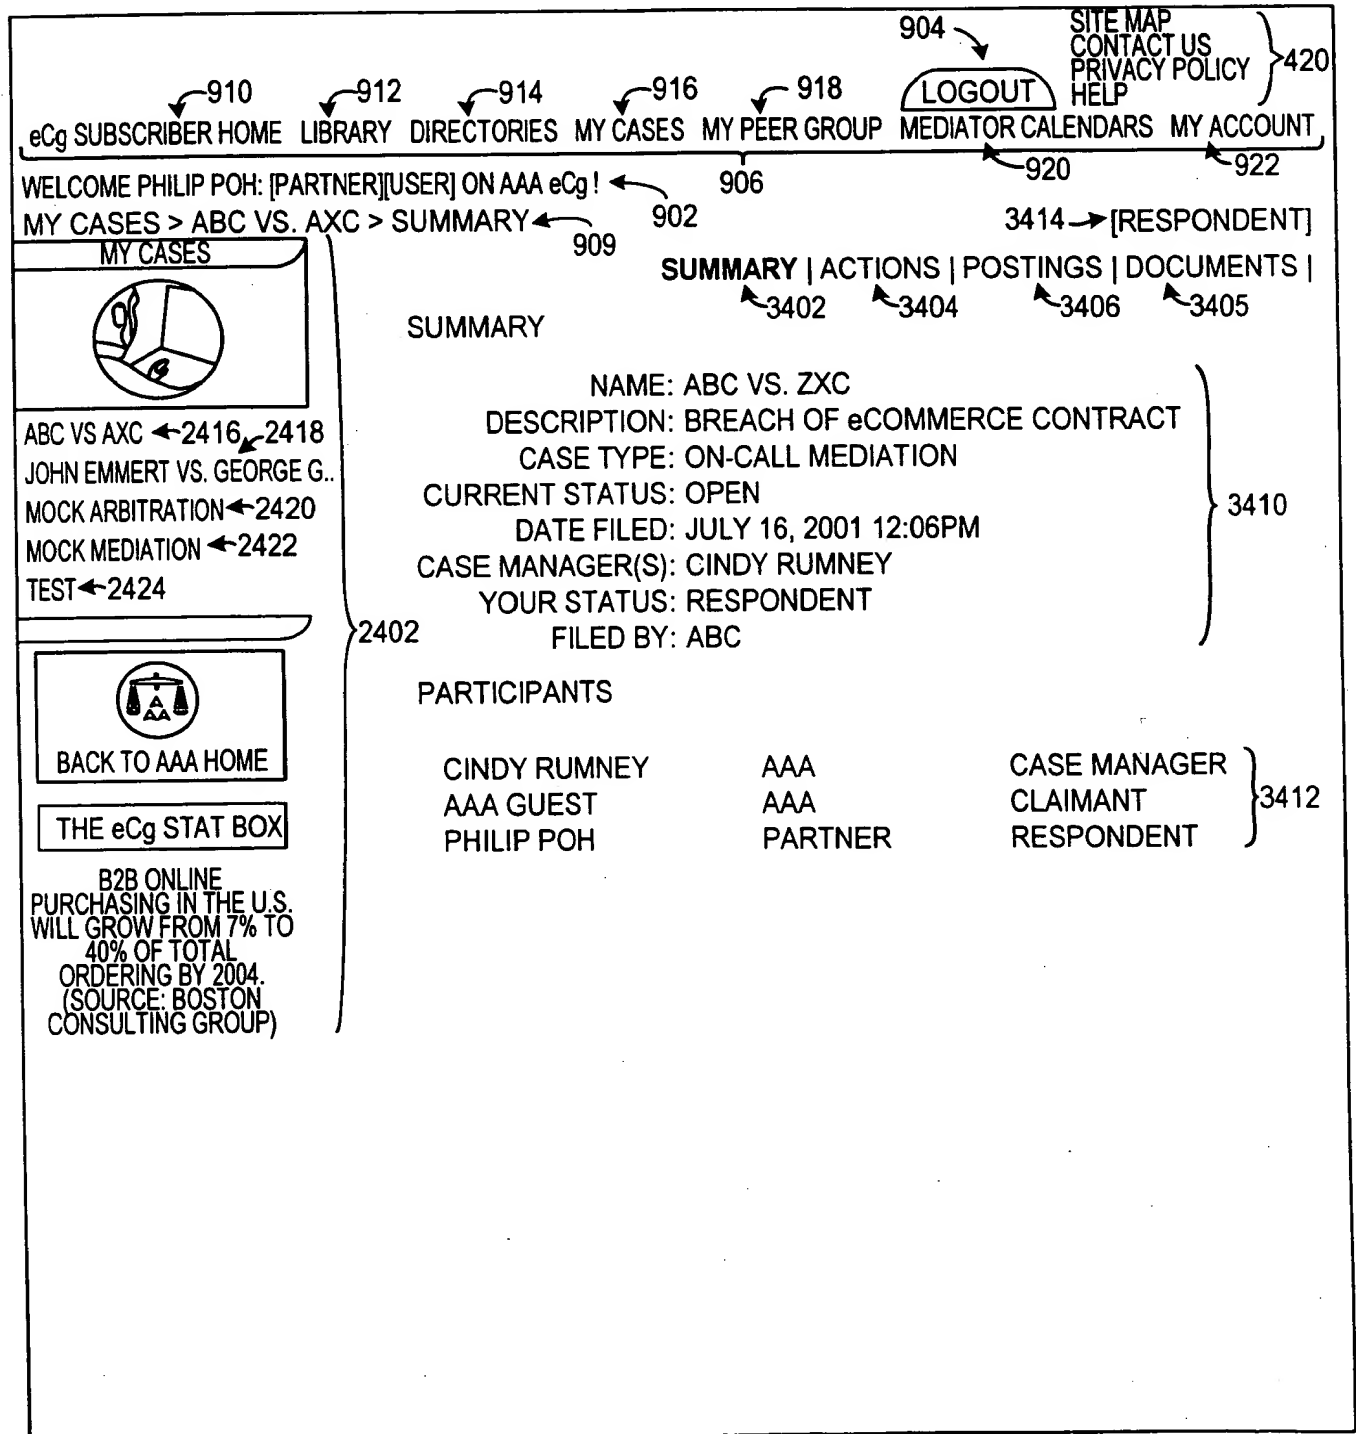 904 SITE MAP
CONTACT US
PRIVACY POLICY
HELP
420
LOGOUT
910 912 914 916 918
eCg SUBSCRIBER HOME LIBRARY DIRECTORIES MY CASES MY PEER GROUP MEDIATOR CALENDARS MY ACCOUNT
906 920 922
WELCOME PHILIP POH: [PARTNER][USER] ON AAA eCg !
902
MY CASES > ABC VS. AXC > SUMMARY
909
3414 [RESPONDENT]
SUMMARY | ACTIONS | POSTINGS | DOCUMENTS |
3402 3404 3406 3405
MY CASES
ABC VS AXC 2416
2418
JOHN EMMERT VS. GEORGE G..
MOCK ARBITRATION 2420
MOCK MEDIATION 2422
TEST 2424
2402
A
AA
BACK TO AAA HOME
THE eCg STAT BOX
B2B ONLINE
PURCHASING IN THE U.S.
WILL GROW FROM 7% TO
40% OF TOTAL
ORDERING BY 2004.
(SOURCE: BOSTON
CONSULTING GROUP)
SUMMARY
NAME: ABC VS. ZXC
DESCRIPTION: BREACH OF eCOMMERCE CONTRACT
CASE TYPE: ON-CALL MEDIATION
CURRENT STATUS: OPEN
DATE FILED: JULY 16, 2001 12:06PM
CASE MANAGER(S): CINDY RUMNEY
YOUR STATUS: RESPONDENT
FILED BY: ABC
3410
PARTICIPANTS
CINDY RUMNEY AAA CASE MANAGER
AAA GUEST AAA CLAIMANT
PHILIP POH PARTNER RESPONDENT
3412